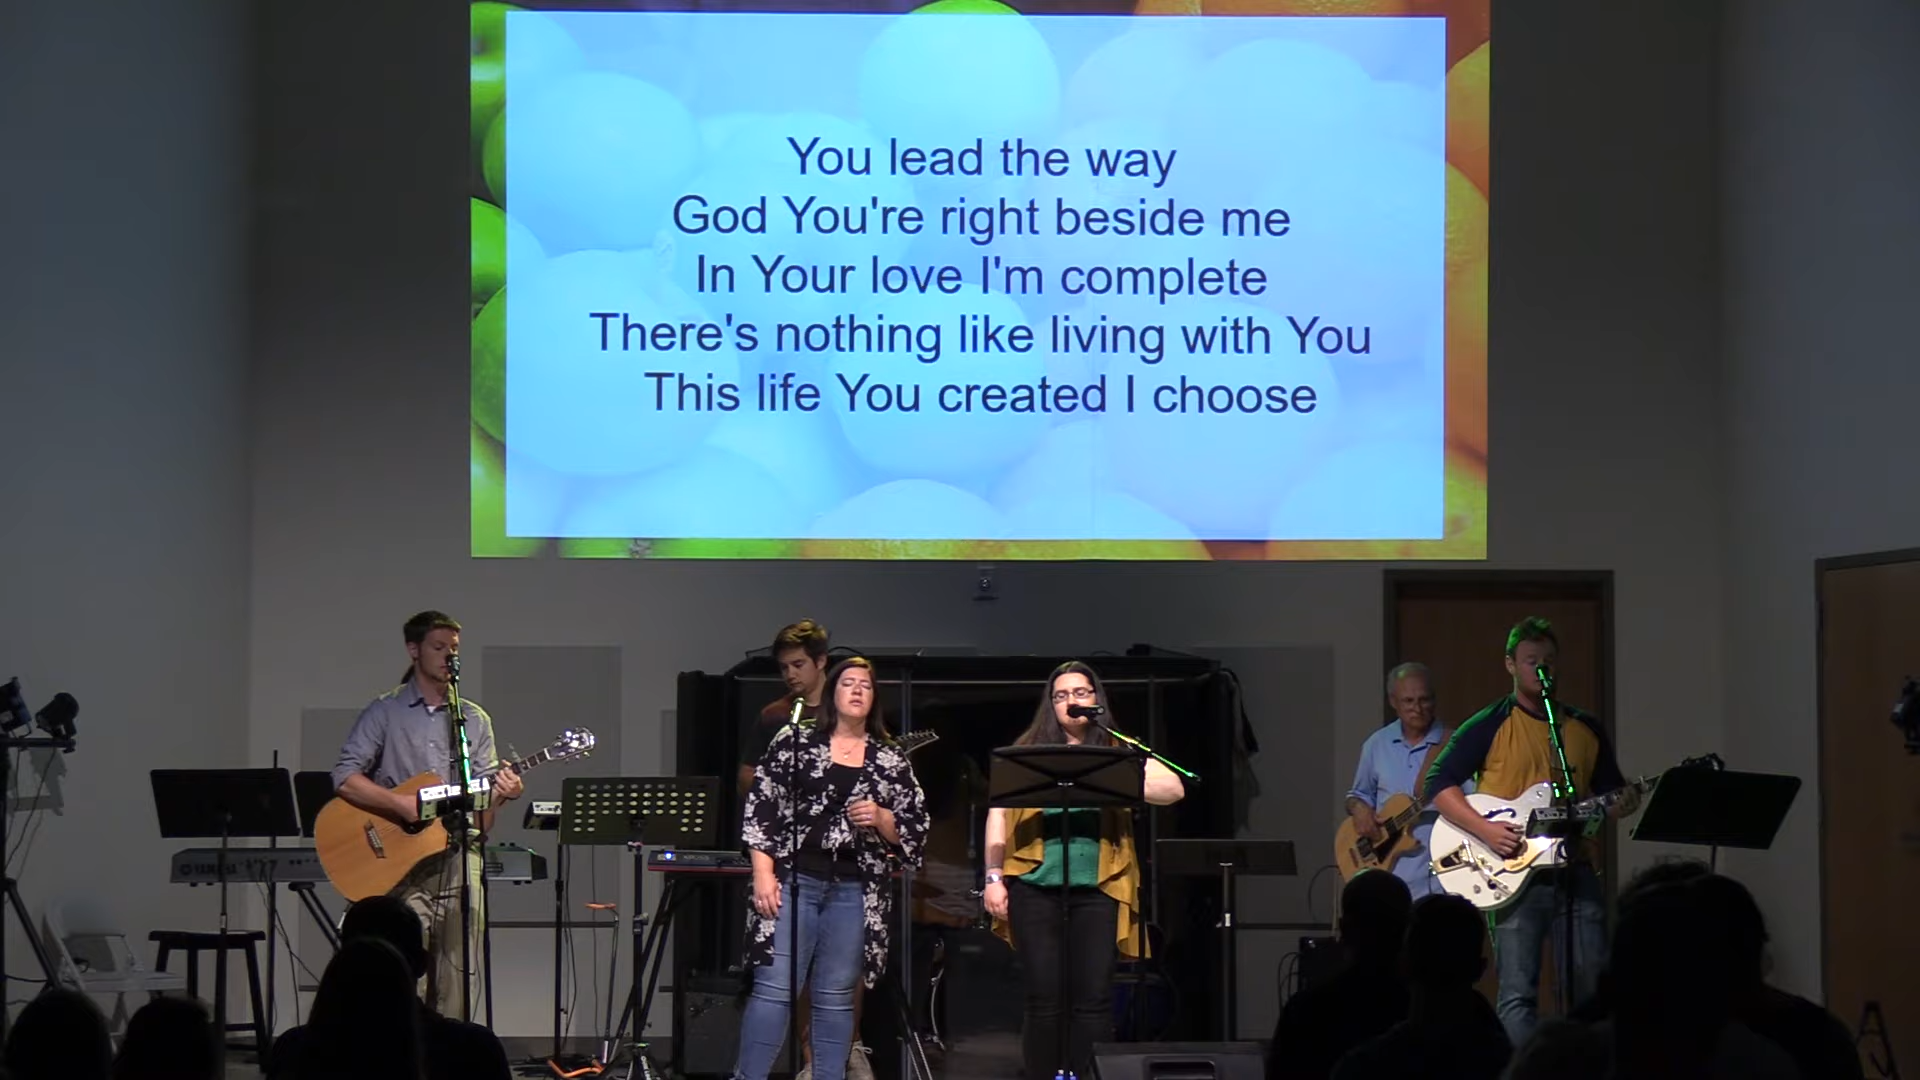 You lead the way
God You're right beside me
In Your love I'm complete
There's nothing like living with You
This life You created I choose
YAMAHA